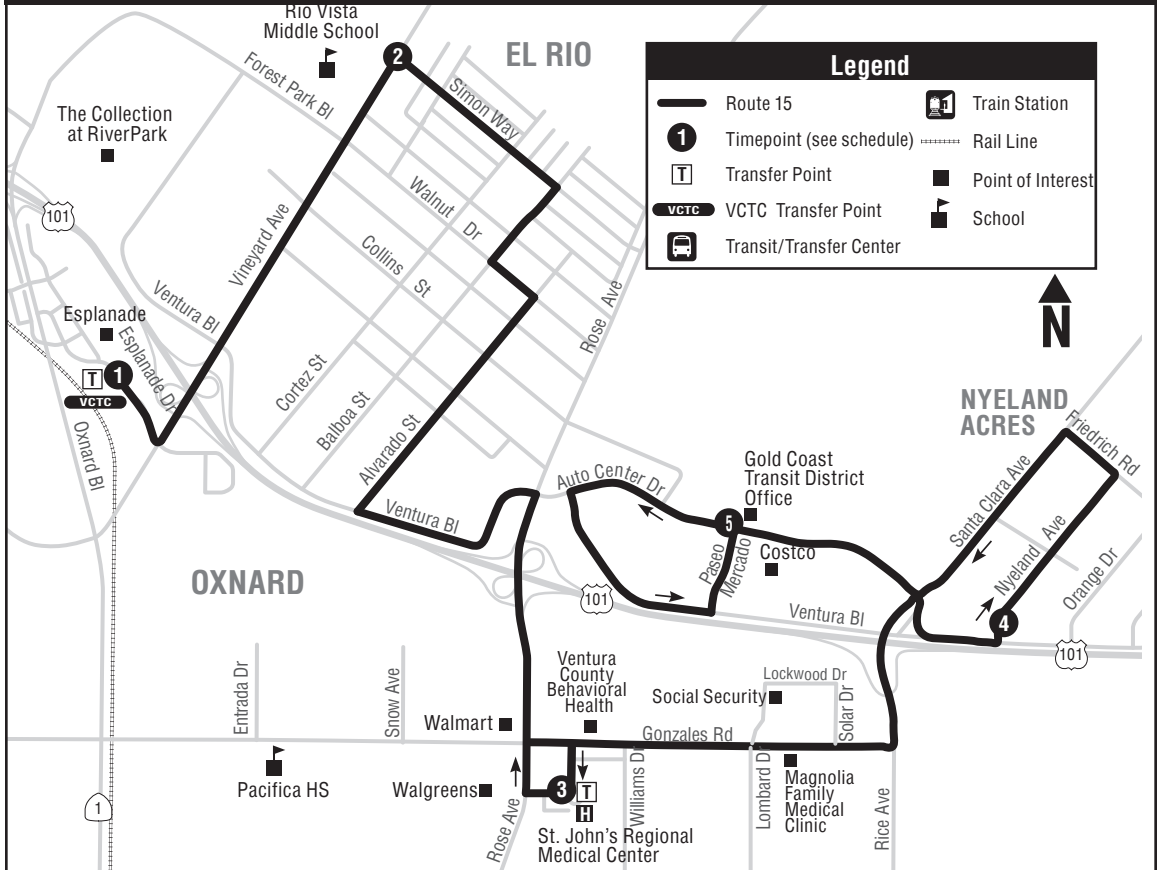 Rio Vista
Middle School
2
EL RIO
Forest Park Bl
Simon Way
The Collection
at RiverPark
101
Vineyard Ave
Walnut Dr
Collins St
Ventura Bl
Rose Ave
Esplanade
Esplanade Dr
T
1
VCTC
Oxnard Bl
Cortez St
Balboa St
Alvarado St
Ventura Bl
Legend
Route 15
1
Timepoint (see schedule)
T
Transfer Point
VCTC
VCTC Transfer Point
Transit/Transfer Center
Train Station
Rail Line
Point of Interest
School
N
NYELAND
ACRES
Friedrich Rd
Santa Clara Ave
Nyeland Ave
Orange Dr
4
101
Auto Center Dr
Gold Coast
Transit District
Office
5
Paseo
Mercado
Costco
101
Ventura Bl
OXNARD
Entrada Dr
Snow Ave
Walmart
Ventura
County
Behavioral
Health
Social Security
Lockwood Dr
Solar Dr
Gonzales Rd
Pacifica HS
Walgreens
3
T
H
St. John's Regional
Medical Center
Williams Dr
Lombard Dr
Magnolia
Family
Medical
Clinic
Rice Ave
Rose Ave
1